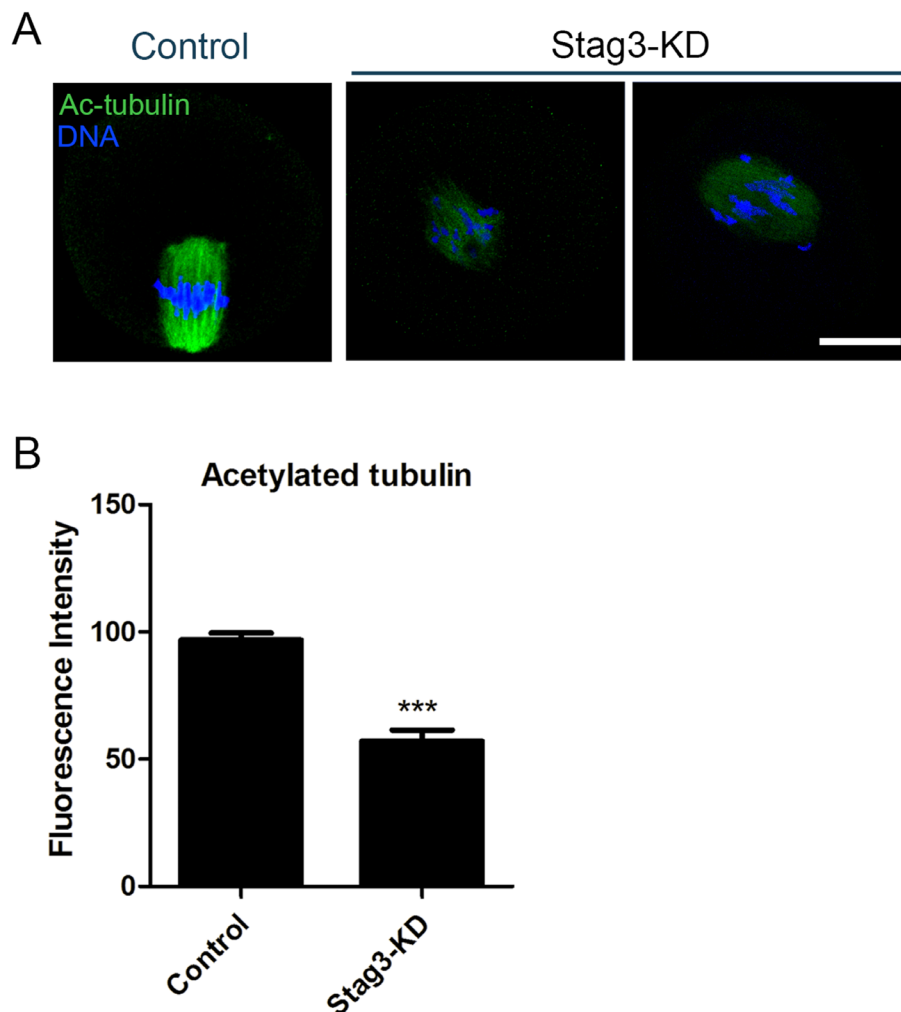 A
Control
Stag3-KD
Ac-tubulin
DNA
B
Acetylated tubulin
Fluorescence Intensity
150
100
50
0
***
Control
Stag3-KD